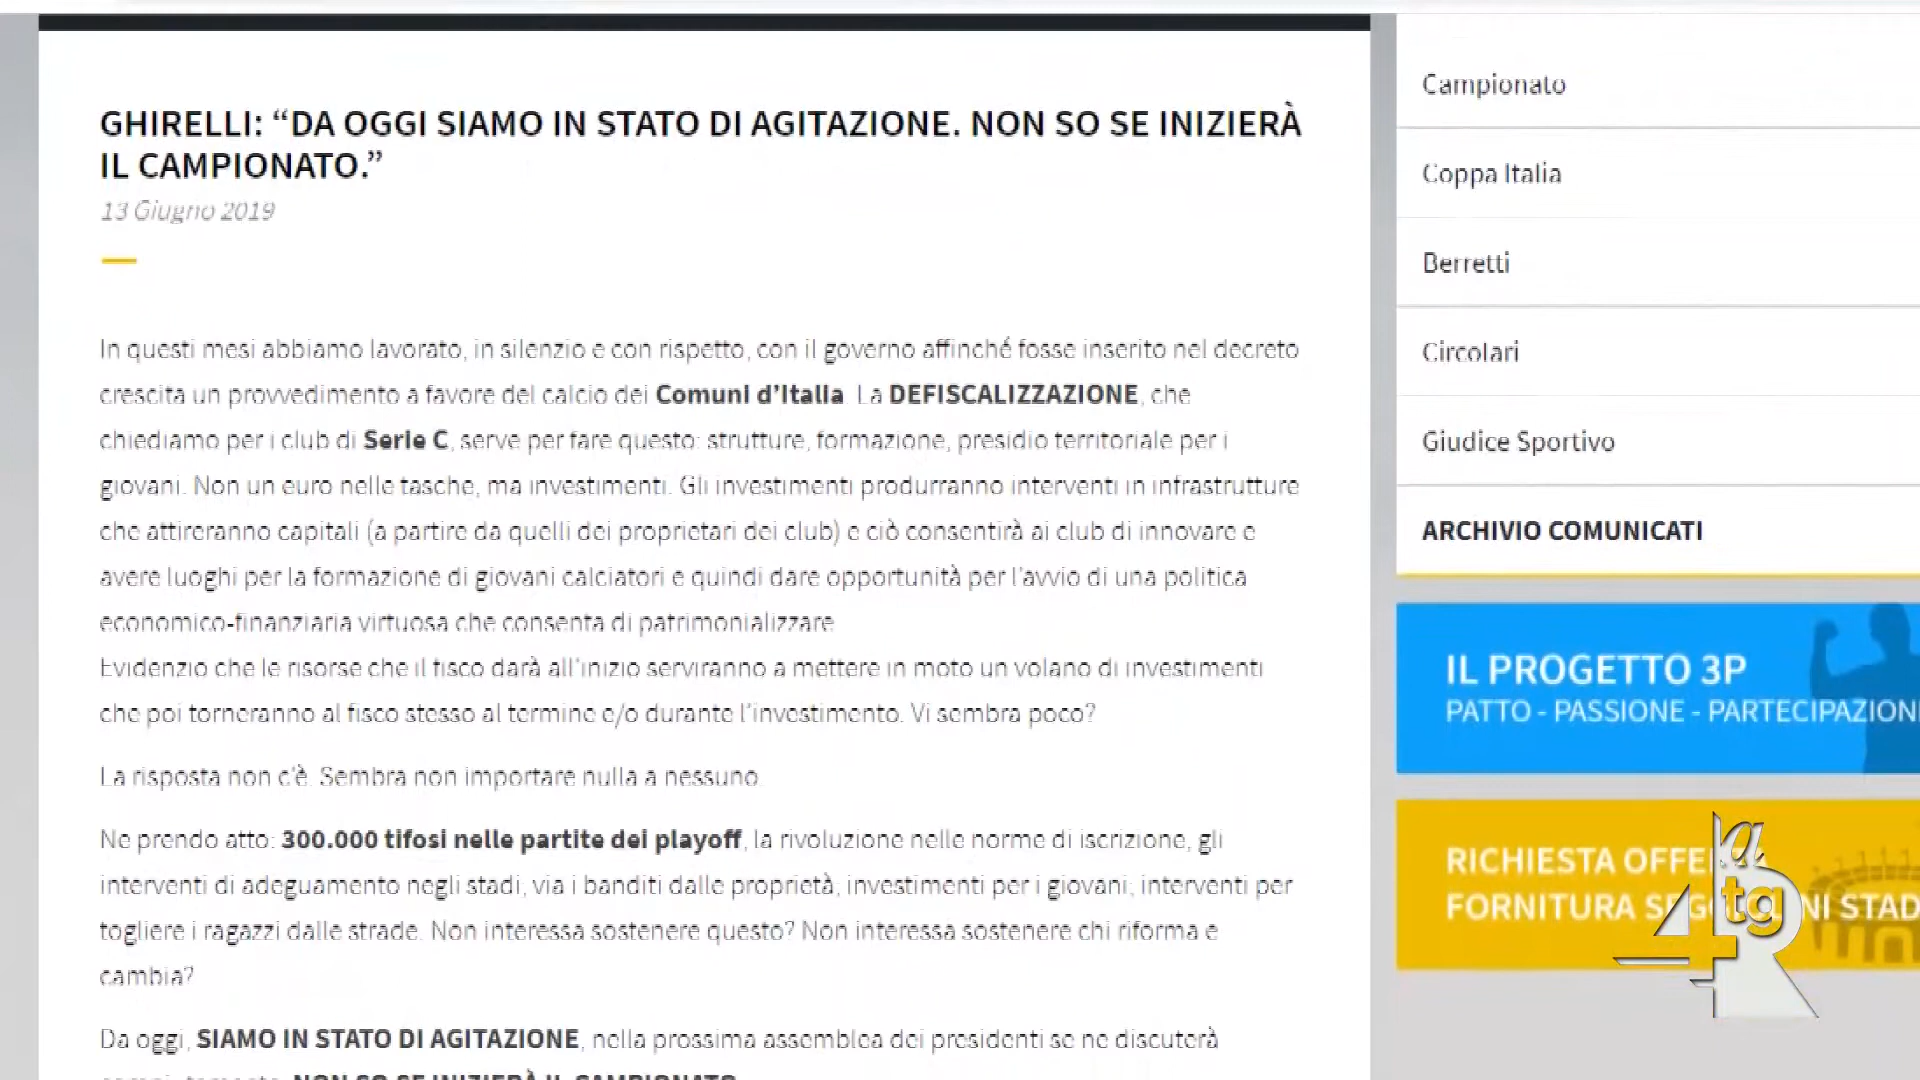 GHIRELLI: “DA OGGI SIAMO IN STATO DI AGITAZIONE. NON SO SE INIZIERÀ
IL CAMPIONATO.”
13 Giugno 2019
In questi mesi abbiamo lavorato, in silenzio e con rispetto, con il governo affinché fosse inserito nel decreto
crescita un provvedimento a favore del calcio dei Comuni d’Italia. La DEFISCALIZZAZIONE, che
chiediamo per i club di Serie C, serve per fare questo: strutture, formazione, presidio territoriale per i
giovani. Non un euro nelle tasche, ma investimenti. Gli investimenti produrranno interventi in infrastrutture
che attireranno capitali (a partire da quelli dei proprietari dei club) e ciò consentirà ai club di innovare e
avere luoghi per la formazione di giovani calciatori e quindi dare opportunità per l’avvio di una politica
economico-finanziaria virtuosa che consenta di patrimonializzare.
Evidenzio che le risorse che il fisco darà all’inizio serviranno a mettere in moto un volano di investimenti
che poi torneranno al fisco stesso al termine e/o durante l’investimento. Vi sembra poco?
La risposta non c’è. Sembra non importare nulla a nessuno.
Ne prendo atto: 300.000 tifosi nelle partite dei playoff, la rivoluzione nelle norme di iscrizione, gli
interventi di adeguamento negli stadi, via i banditi dalle proprietà, investimenti per i giovani, interventi per
togliere i ragazzi dalle strade. Non interessa sostenere questo? Non interessa sostenere chi riforma e
cambia?
Da oggi, SIAMO IN STATO DI AGITAZIONE, nella prossima assemblea dei presidenti se ne discuterà
NON SO SE INIZIERÀ IL CAMPIONATO
Campionato
Coppa Italia
Berretti
Circolari
Giudice Sportivo
ARCHIVIO COMUNICATI
IL PROGETTO 3P
PATTO - PASSIONE - PARTECIPAZION
RICHIESTA OFFE
FORNITURA SEG NI STAD
la
4
tg